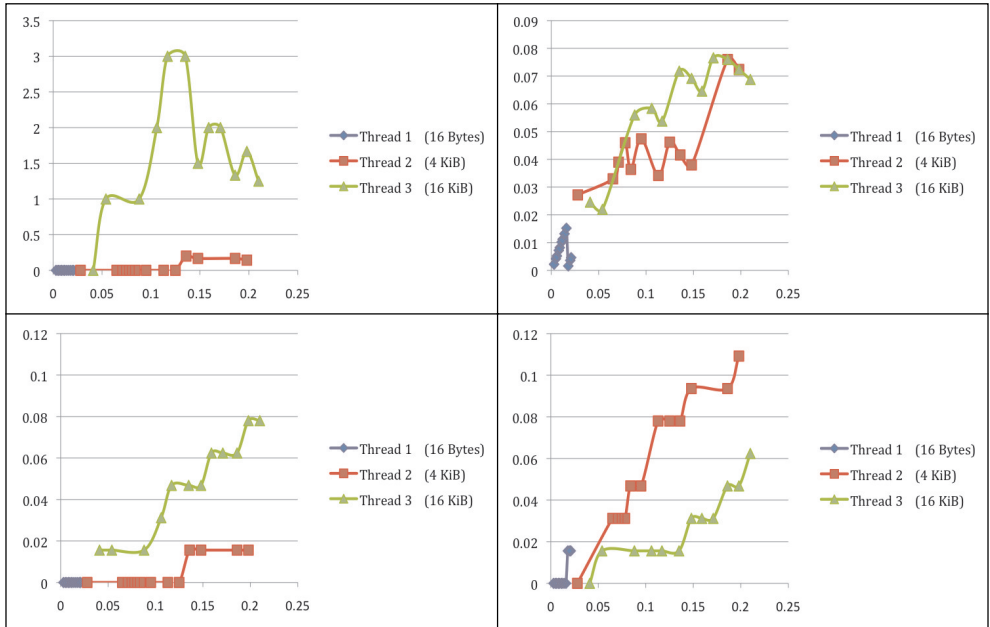 3.5
3
2.5
2
1.5
1
0.5
0
0 0.05 0.1 0.15 0.2 0.25
Thread 1 (16 Bytes)
Thread 2 (4 KiB)
Thread 3 (16 KiB)
0.09
0.08
0.07
0.06
0.05
0.04
0.03
0.02
0.01
0
0 0.05 0.1 0.15 0.2 0.25
Thread 1 (16 Bytes)
Thread 2 (4 KiB)
Thread 3 (16 KiB)
0.12
0.1
0.08
0.06
0.04
0.02
0
0 0.05 0.1 0.15 0.2 0.25
Thread 1 (16 Bytes)
Thread 2 (4 KiB)
Thread 3 (16 KiB)
0.12
0.1
0.08
0.06
0.04
0.02
0
0 0.05 0.1 0.15 0.2 0.25
Thread 1 (16 Bytes)
Thread 2 (4 KiB)
Thread 3 (16 KiB)